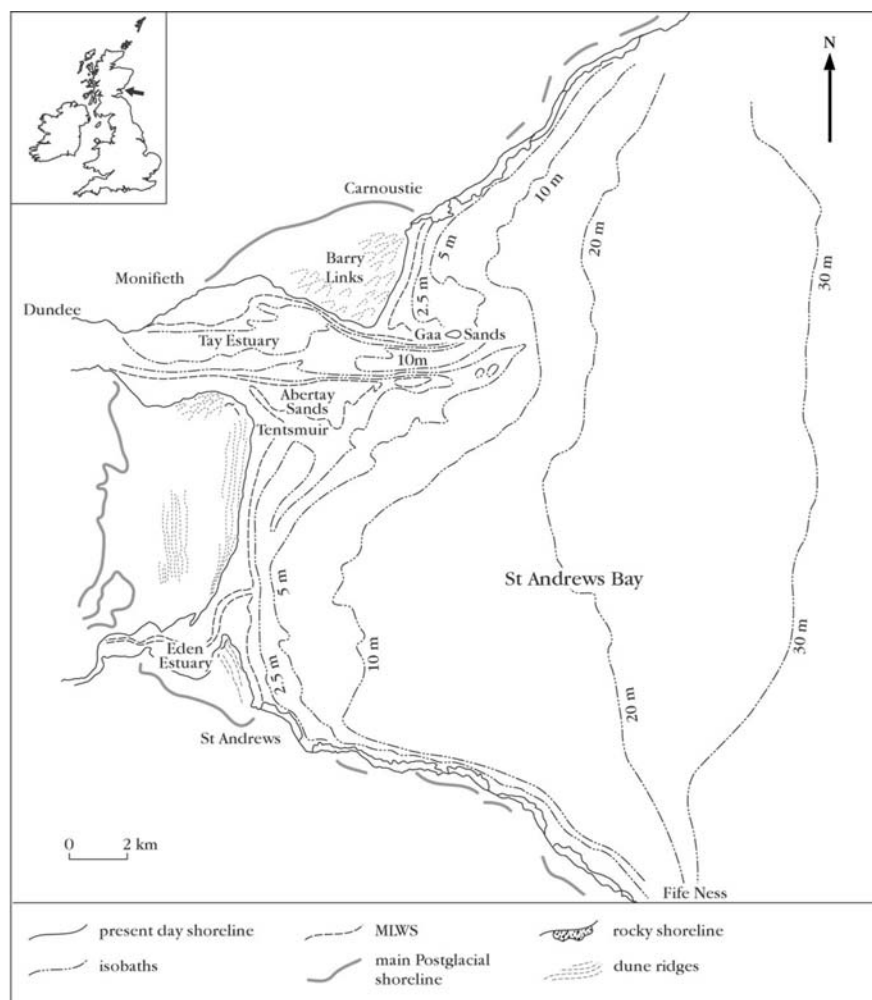 N
Carnoustie
10 m
20 m
30 m
5 m
Barry
Links
2.5 m
Monifieth
Dundee
Tay Estuary
Gaa Sands
10m
Abertay
Sands
Tentsmuir
St Andrews Bay
5 m
30 m
Eden
Estuary
10 m
2.5 m
20 m
St Andrews
0 2 km
Fife Ness
present day shoreline
MLWS
rocky shoreline
isobaths
main Postglacial
shoreline
dune ridges